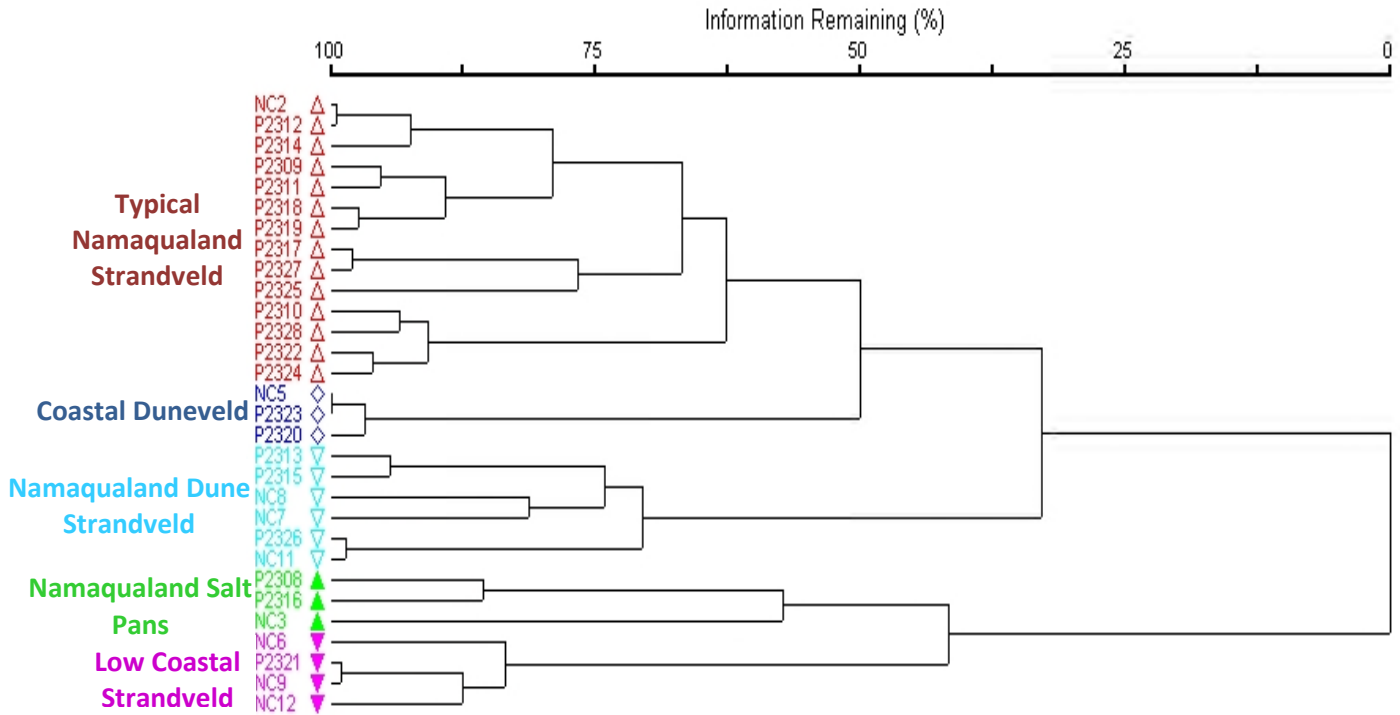 Information Remaining (%)
100 75 50 25 0
NC2
P2312
P2314
P2309
P2311
P2318
P2319
P2317
P2327
P2325
P2310
P2328
P2322
P2324
Typical
Namaqualand
Strandveld
NC5
P2323
P2320
Coastal Duneveld
P2313
P2315
NC8
NC7
P2326
NC11
Namaqualand Dune
Strandveld
P2308
P2316
NC3
Namaqualand Salt
Pans
NC6
P2321
NC9
NC12
Low Coastal
Strandveld